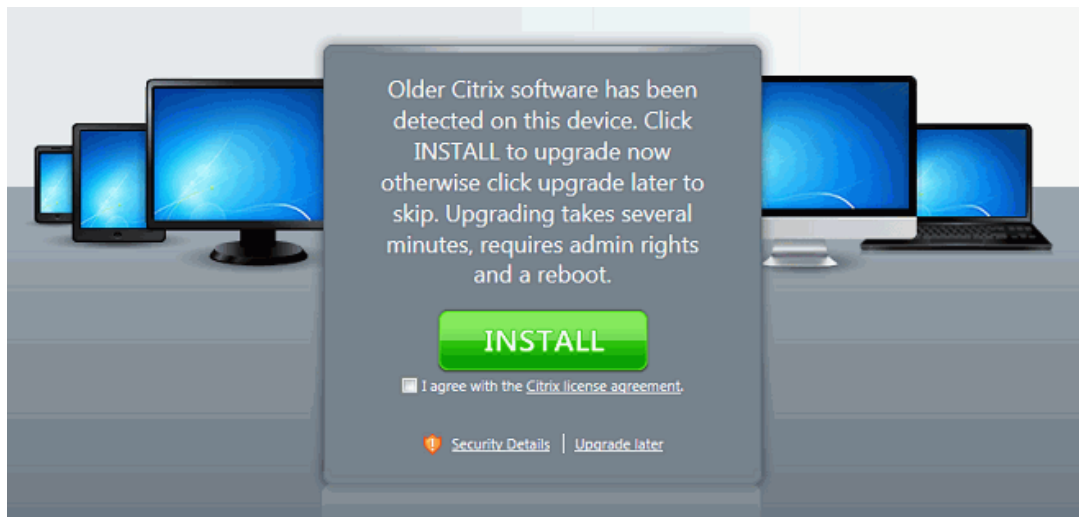 Older Citrix software has been
detected on this device. Click
INSTALL to upgrade now
otherwise click upgrade later to
skip. Upgrading takes several
minutes, requires admin rights
and a reboot.
INSTALL
I agree with the Citrix license agreement.
Security Details | Upgrade later